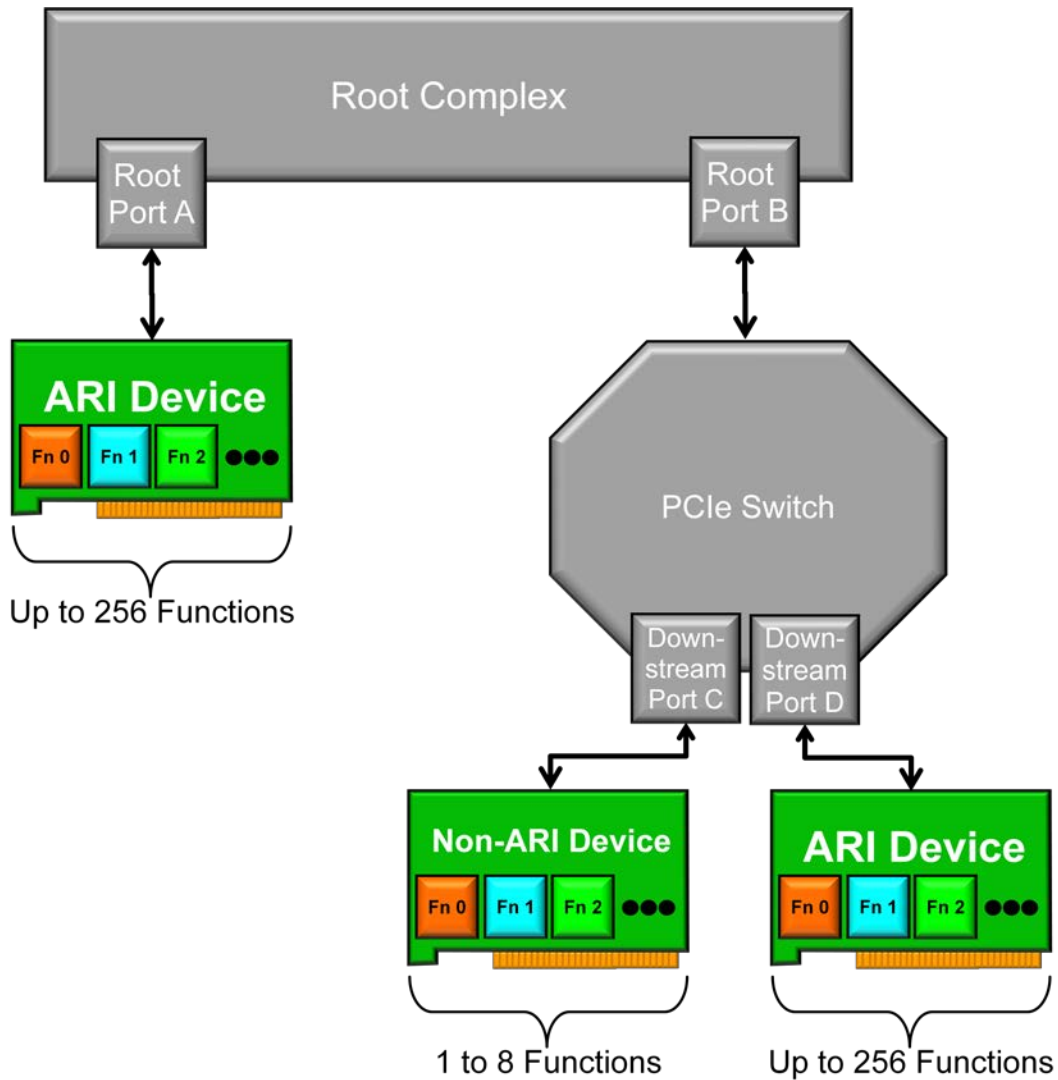 Root Complex
Root
Port A
Root
Port B
ARI Device
Fn 0
Fn 1
Fn 2
Up to 256 Functions
PCIe Switch
Down-
stream
Port C
Down-
stream
Port D
Non-ARI Device
Fn 0
Fn 1
Fn 2
1 to 8 Functions
ARI Device
Fn 0
Fn 1
Fn 2
Up to 256 Functions